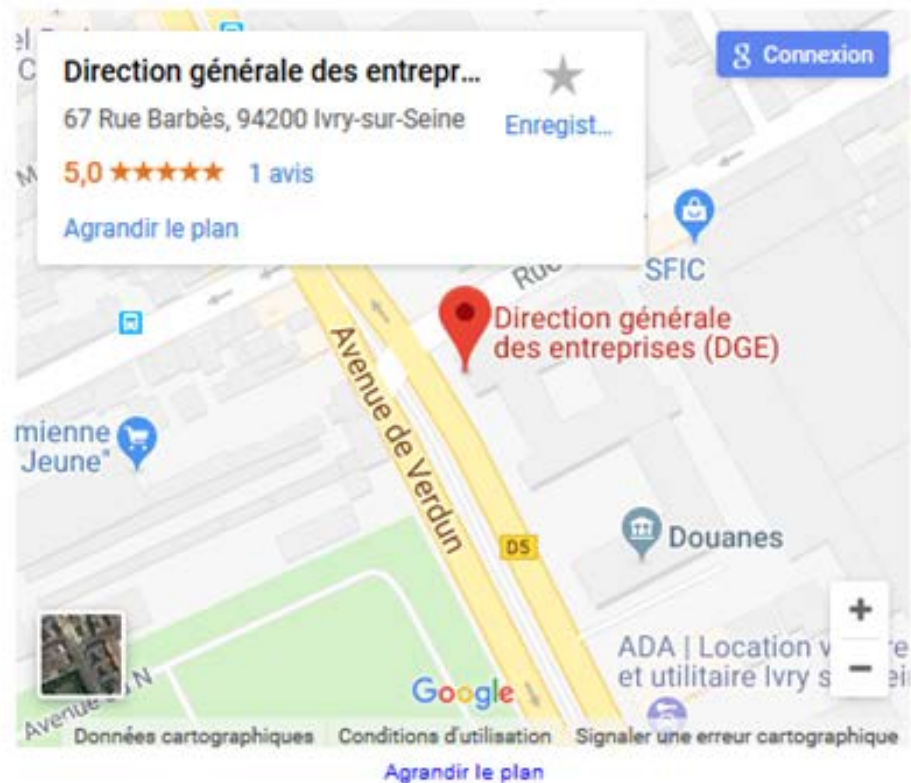 Direction générale des entrepr...
67 Rue Barbès, 94200 Ivry-sur-Seine
Enregist...
5,0 ★★★★★ 1 avis
Agrandir le plan
Connexion
SFIC
Direction générale
des entreprises (DGE)
Avenue de Verdun
mienne
Jeune"
D5
Douanes
ADA | Location
et utilitaire Ivry
Google
Données cartographiques
Conditions d'utilisation
Signaler une erreur cartographique
Agrandir le plan